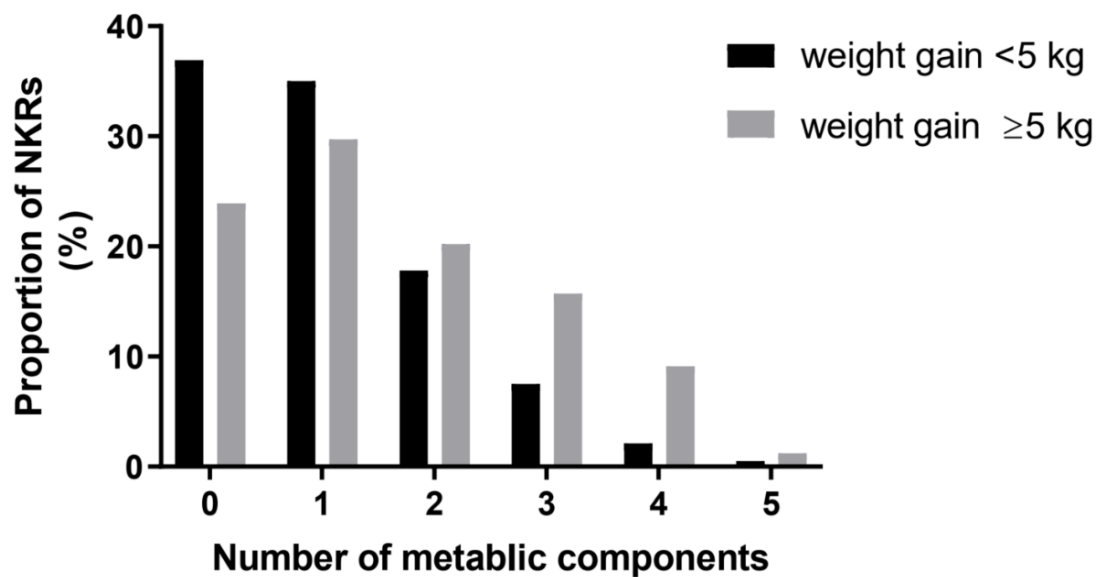 40
30
20
10
0
Proportion of NKRs
(%)
weight gain <5 kg
weight gain ≥5 kg
0 1 2 3 4 5
Number of metablic components